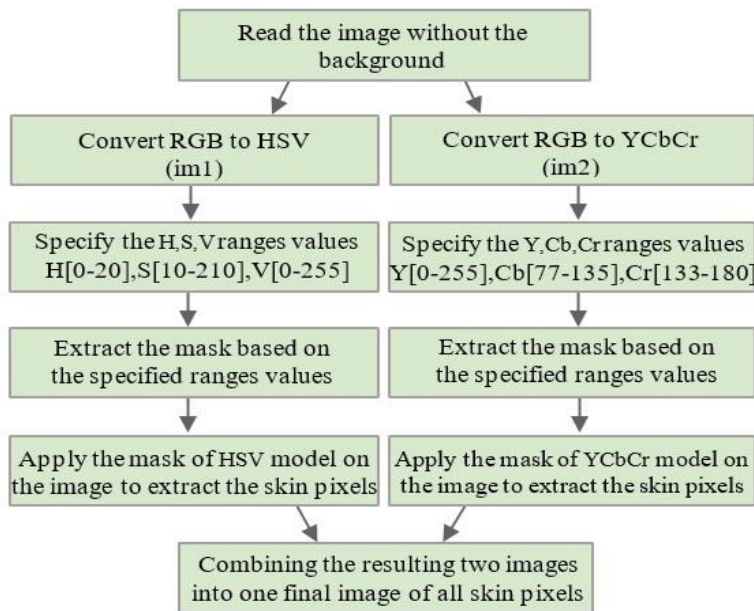 Read the image without the
background
Convert RGB to HSV
(im1)
Convert RGB to YCbCr
(im2)
Specify the H,S,V ranges values
H[0-20],S[10-210],V[0-255]
Specify the Y,Cb,Cr ranges values
Y[0-255],Cb[77-135],Cr[133-180]
Extract the mask based on
the specified ranges values
Extract the mask based on
the specified ranges values
Apply the mask of HSV model on
the image to extract the skin pixels
Apply the mask of YCbCr model on
the image to extract the skin pixels
Combining the resulting two images
into one final image of all skin pixels